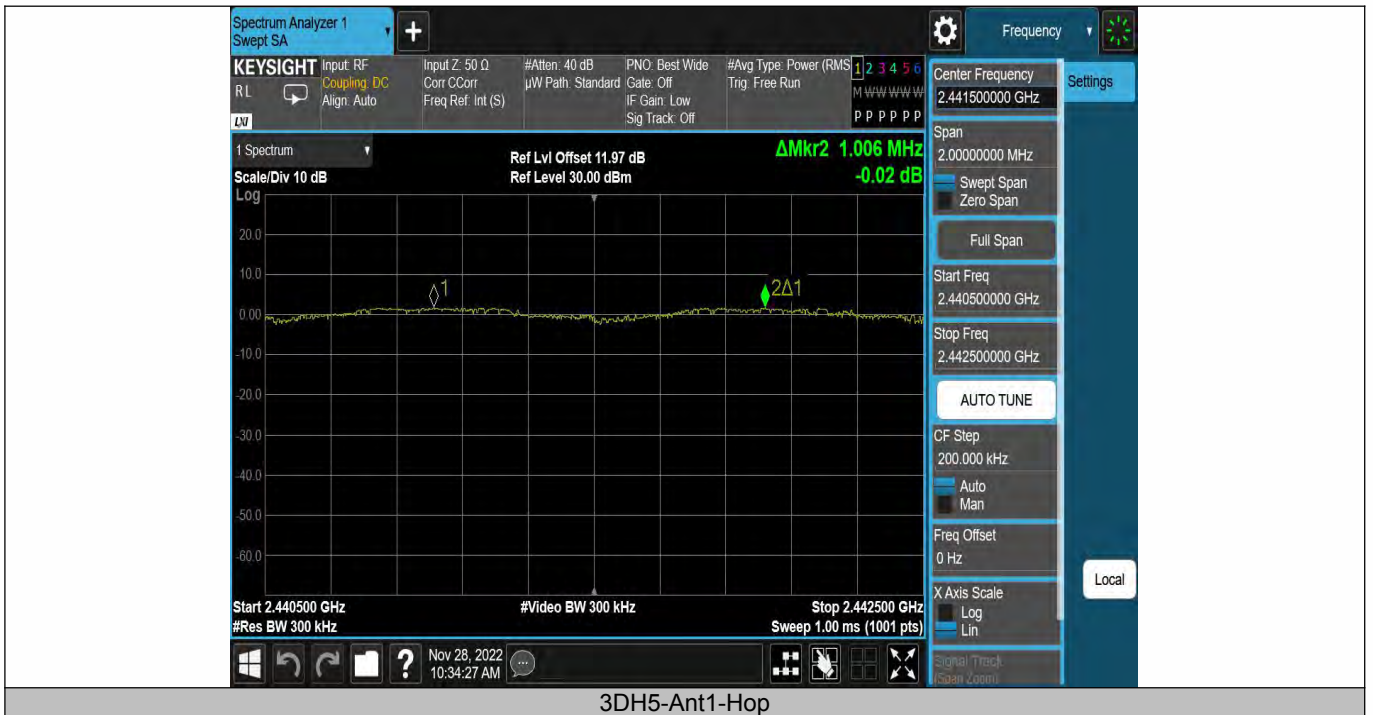 Spectrum Analyzer 1
Swept SA
+
Frequency
KEYSIGHT
RL
LXI
Input: RF
Coupling: DC
Align: Auto
Input Z: 50 Ω
Corr CCorr
Freq Ref: Int (S)
#Atten: 40 dB
µW Path: Standard
PNO: Best Wide
Gate: Off
IF Gain: Low
Sig Track: Off
#Avg Type: Power (RMS
Trig: Free Run
1 2 3 4 5 6
M W W W W W
P P P P P P
Center Frequency
2.441500000 GHz
Settings
Span
2.00000000 MHz
Swept Span
Zero Span
Full Span
Start Freq
2.440500000 GHz
Stop Freq
2.442500000 GHz
AUTO TUNE
CF Step
200.000 kHz
Auto
Man
Freq Offset
0 Hz
X Axis Scale
Log
Lin
Signal Track
(Span Zoom)
Local
1 Spectrum
Scale/Div 10 dB
Log
Ref Lvl Offset 11.97 dB
Ref Level 30.00 dBm
ΔMkr2 1.006 MHz
-0.02 dB
20.0
10.0
0.00
-10.0
-20.0
-30.0
-40.0
-50.0
-60.0
1
2Δ1
Start 2.440500 GHz
#Res BW 300 kHz
#Video BW 300 kHz
Stop 2.442500 GHz
Sweep 1.00 ms (1001 pts)
?
Nov 28, 2022
10:34:27 AM
3DH5-Ant1-Hop